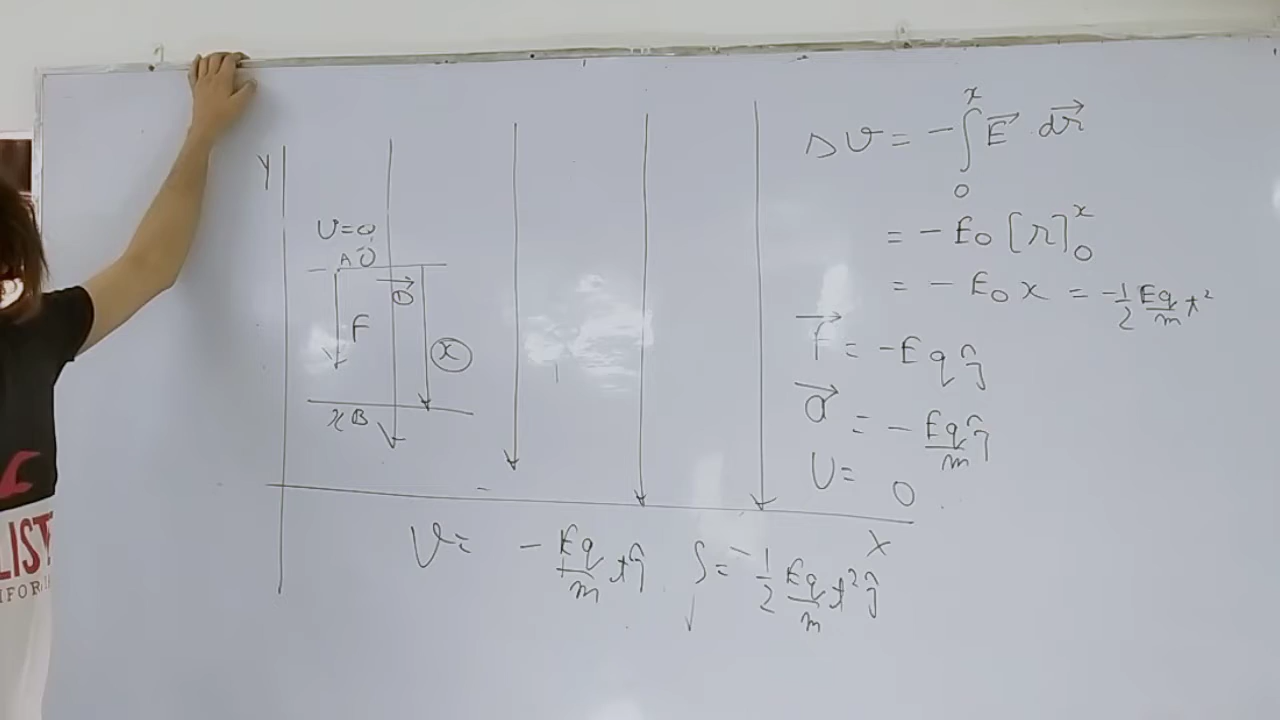 Y
U=0
A
F
x
x B
X
ΔV = -∫₀ˣ E⃗ dr⃗
= -E₀ [r]₀ˣ
= -E₀ x = -1/2 Eq/m t²
F⃗ = -Eq ĵ
a⃗ = -Eq/m ĵ
U = 0
V = -Eq/m t ĵ
S = -1/2 Eq/m t² ĵ
LIST
IFOR